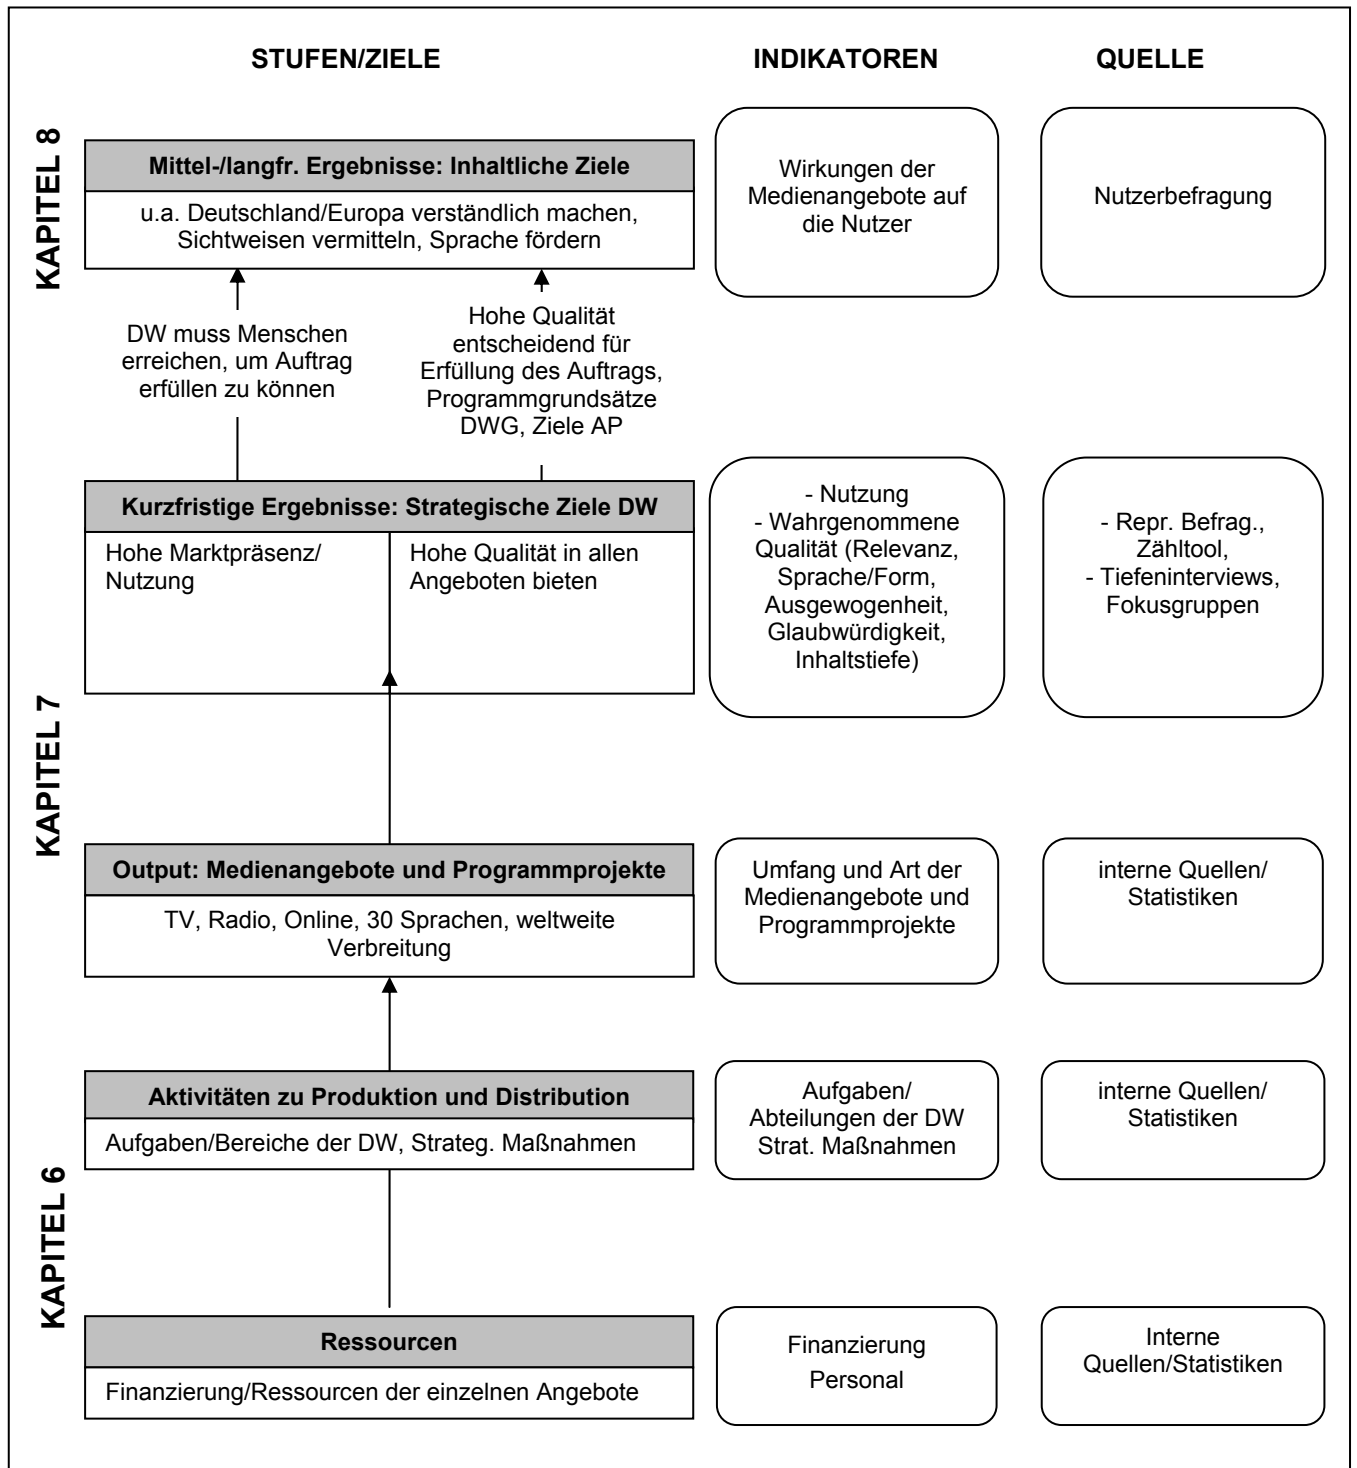 STUFEN/ZIELE
INDIKATOREN
QUELLE
KAPITEL 8
Mittel-/langfr. Ergebnisse: Inhaltliche Ziele
u.a. Deutschland/Europa verständlich machen,
Sichtweisen vermitteln, Sprache fördern
Wirkungen der
Medienangebote auf
die Nutzer
Nutzerbefragung
DW muss Menschen
erreichen, um Auftrag
erfüllen zu können
Hohe Qualität
entscheidend für
Erfüllung des Auftrags,
Programmgrundsätze
DWG, Ziele AP
KAPITEL 7
Kurzfristige Ergebnisse: Strategische Ziele DW
Hohe Marktpräsenz/
Nutzung
Hohe Qualität in allen
Angeboten bieten
- Nutzung
- Wahrgenommene
Qualität (Relevanz,
Sprache/Form,
Ausgewogenheit,
Glaubwürdigkeit,
Inhaltstiefe)
- Repr. Befrag.,
Zähltool,
- Tiefeninterviews,
Fokusgruppen
Output: Medienangebote und Programmprojekte
TV, Radio, Online, 30 Sprachen, weltweite
Verbreitung
Umfang und Art der
Medienangebote und
Programmprojekte
interne Quellen/
Statistiken
KAPITEL 6
Aktivitäten zu Produktion und Distribution
Aufgaben/Bereiche der DW, Strateg. Maßnahmen
Aufgaben/
Abteilungen der DW
Strat. Maßnahmen
interne Quellen/
Statistiken
Ressourcen
Finanzierung/Ressourcen der einzelnen Angebote
Finanzierung
Personal
Interne
Quellen/Statistiken